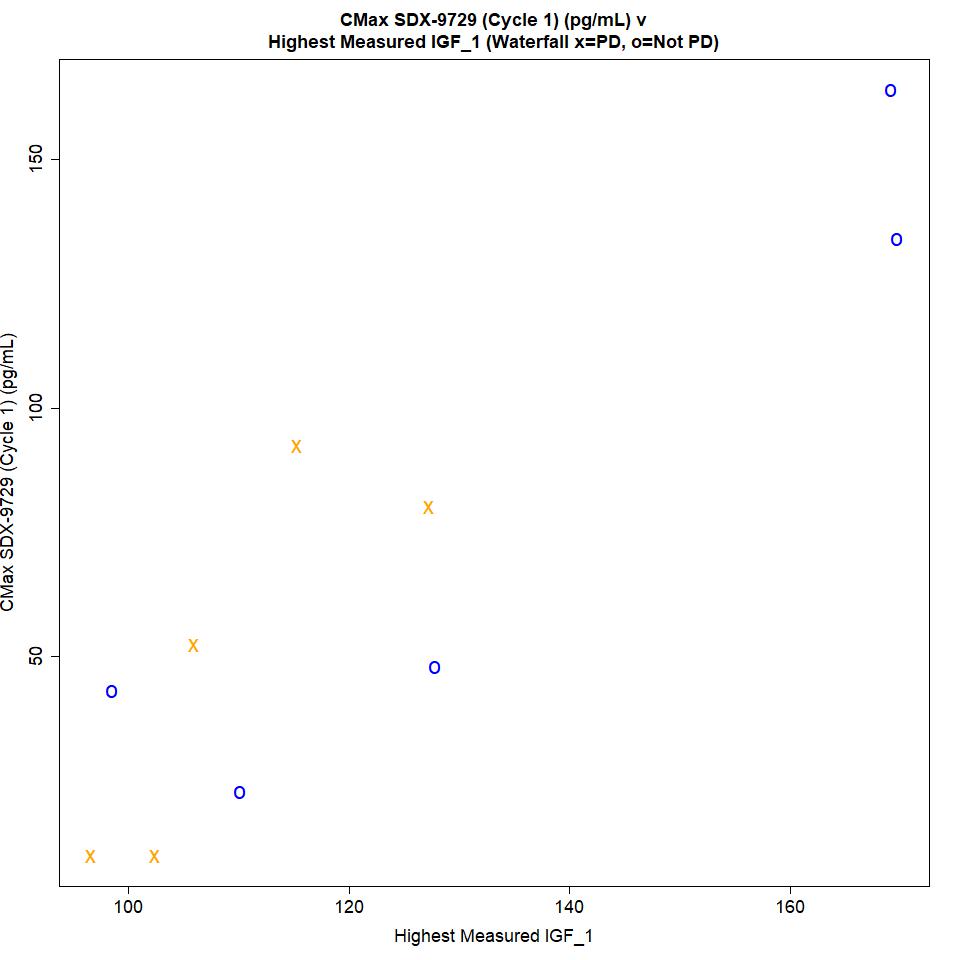 CMax SDX-9729 (Cycle 1) (pg/mL) v
Highest Measured IGF_1 (Waterfall x=PD, o=Not PD)
CMax SDX-9729 (Cycle 1) (pg/mL)
150
100
50
O
O
X
X
X
O
O
O
X
X
100
120
140
160
Highest Measured IGF_1